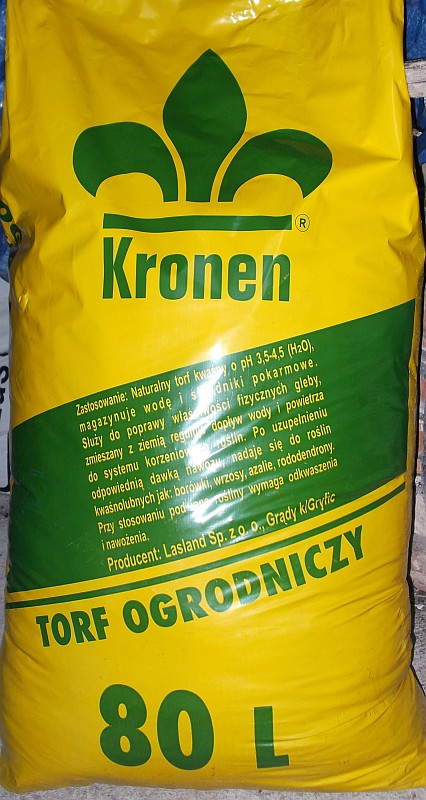 ®
Kronen
Zastosowanie: Naturalny torf kwaśny o pH 3,5-4,5 (H2O),
magazynuje wodę i składniki pokarmowe.
Służy do poprawy właściwości fizycznych gleby,
zmieszany z ziemią reguluje dopływ wody i powietrza
do systemu korzeniowego roślin. Po uzupełnieniu
odpowiednią dawką nawozu, nadaje się do roślin
kwaśnolubnych jak: borówki, wrzosy, azalie, rododendrony.
Przy stosowaniu pod inne rośliny wymaga odkwaszenia
i nawożenia.
Producent: Lasland Sp. z o. o., Grądy k/Gryfic
TORF OGRODNICZY
80 L